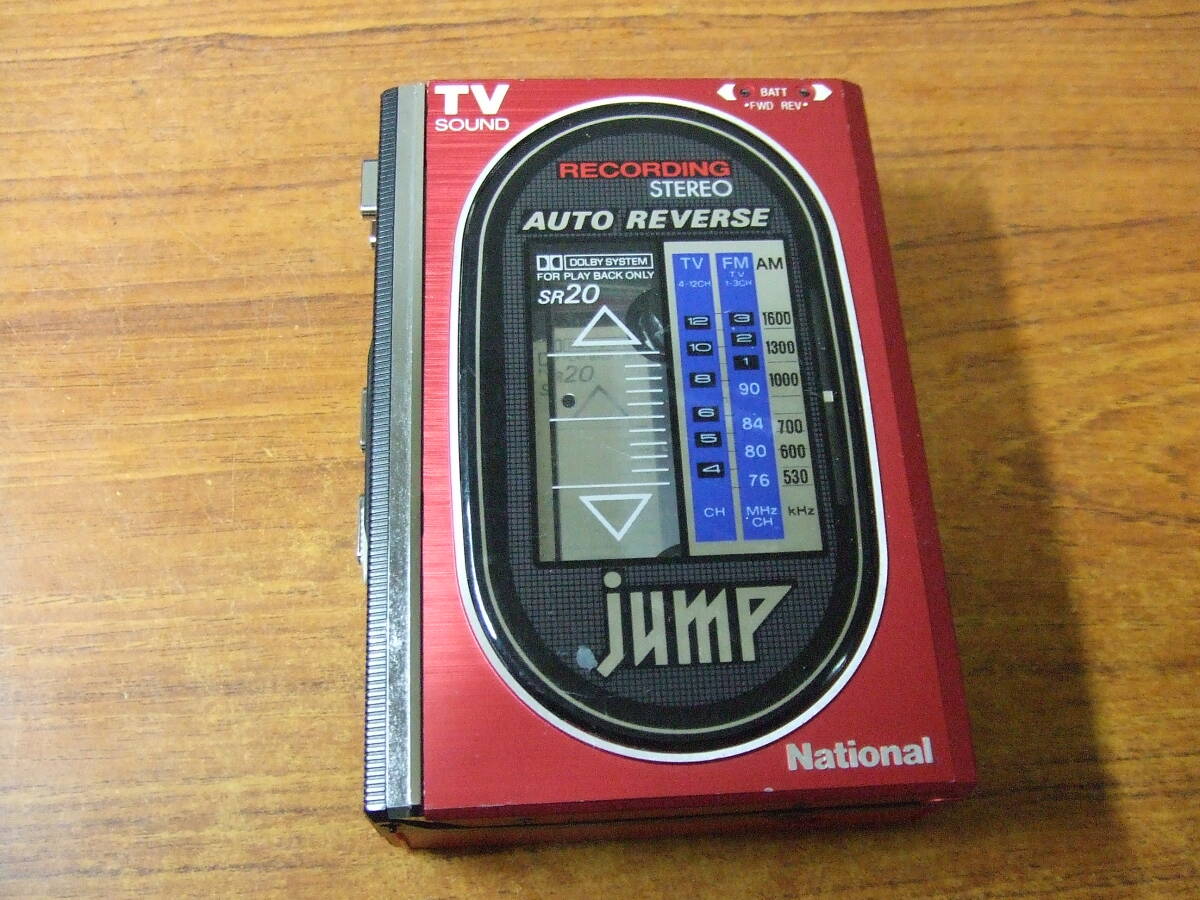 TV
SOUND
BATT
•FWD REV•
RECORDING
STEREO
AUTO REVERSE
DOLBY SYSTEM
FOR PLAY BACK ONLY
SR20
SR20
TV FM AM
4-12CH TV
1-3CH
12 3 1600
10 2 1300
8 1 1000
90
6 84 700
5 80 600
4 76 530
CH MHz kHz
CH
jump
National